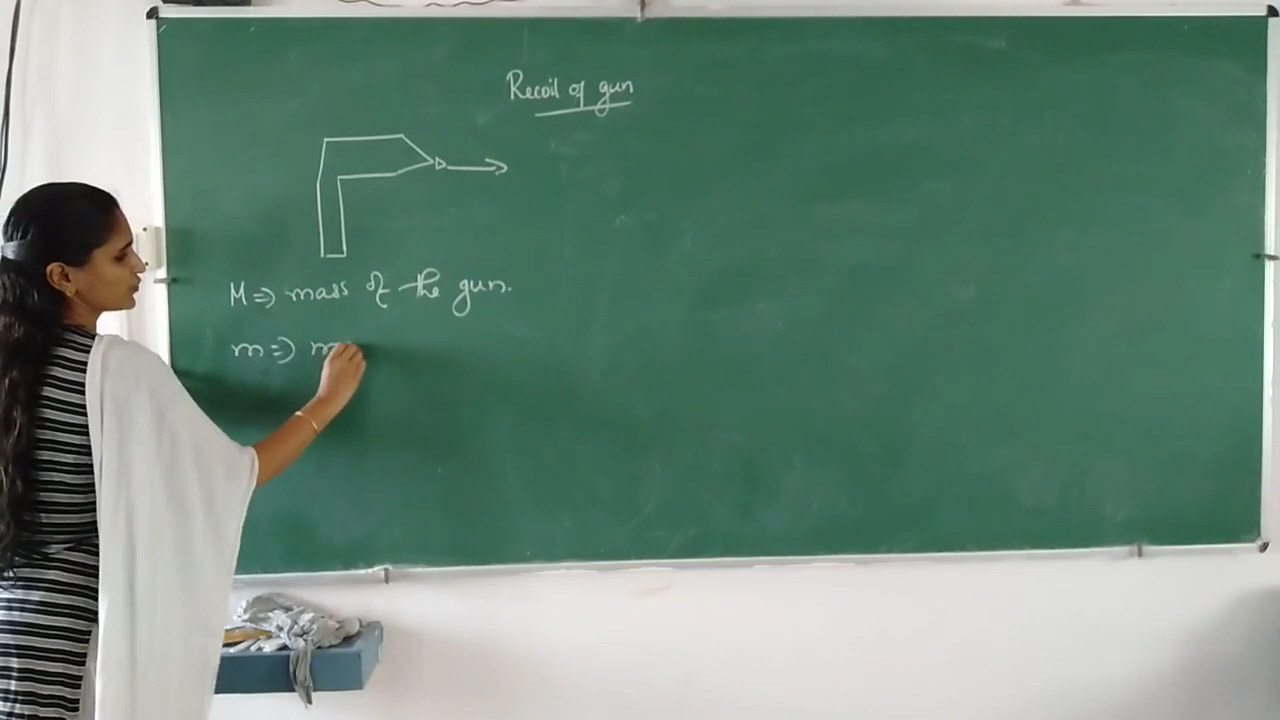 Recoil of gun
M => mass of the gun.
m => m